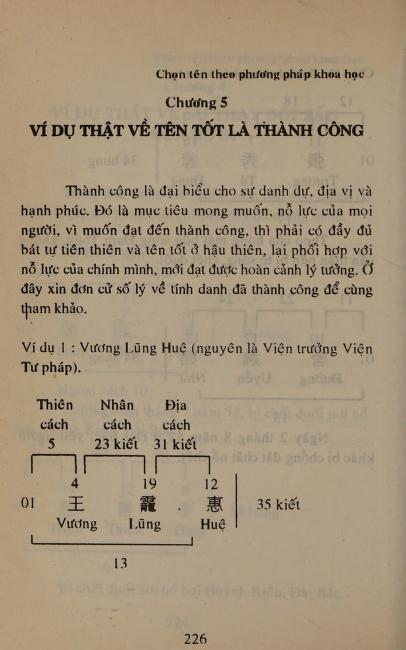 Chọn tên theo phương pháp khoa học
Chương 5
VÍ DỤ THẬT VỀ TÊN TỐT LÀ THÀNH CÔNG
Thành công là đại biểu cho sự danh dự, địa vị và
hạnh phúc. Đó là mục tiêu mong muốn, nỗ lực của mọi
người, vì muốn đạt đến thành công, thì phải có đầy đủ
bát tự tiên thiên và tên tốt ở hậu thiên, lại phối hợp với
nỗ lực của chính mình, mới đạt được hoàn cảnh lý tưởng. Ở
đây xin đơn cử số lý về tính danh đã thành công để cùng
tham khảo.
Ví dụ 1 : Vương Lũng Huệ (nguyên là Viện trưởng Viện
Tư pháp).
Thiên Nhân Địa
cách cách cách
5 23 kiết 31 kiết
4 19 12
01 王 惠 35 kiết
Vương Lũng Huệ
13
226